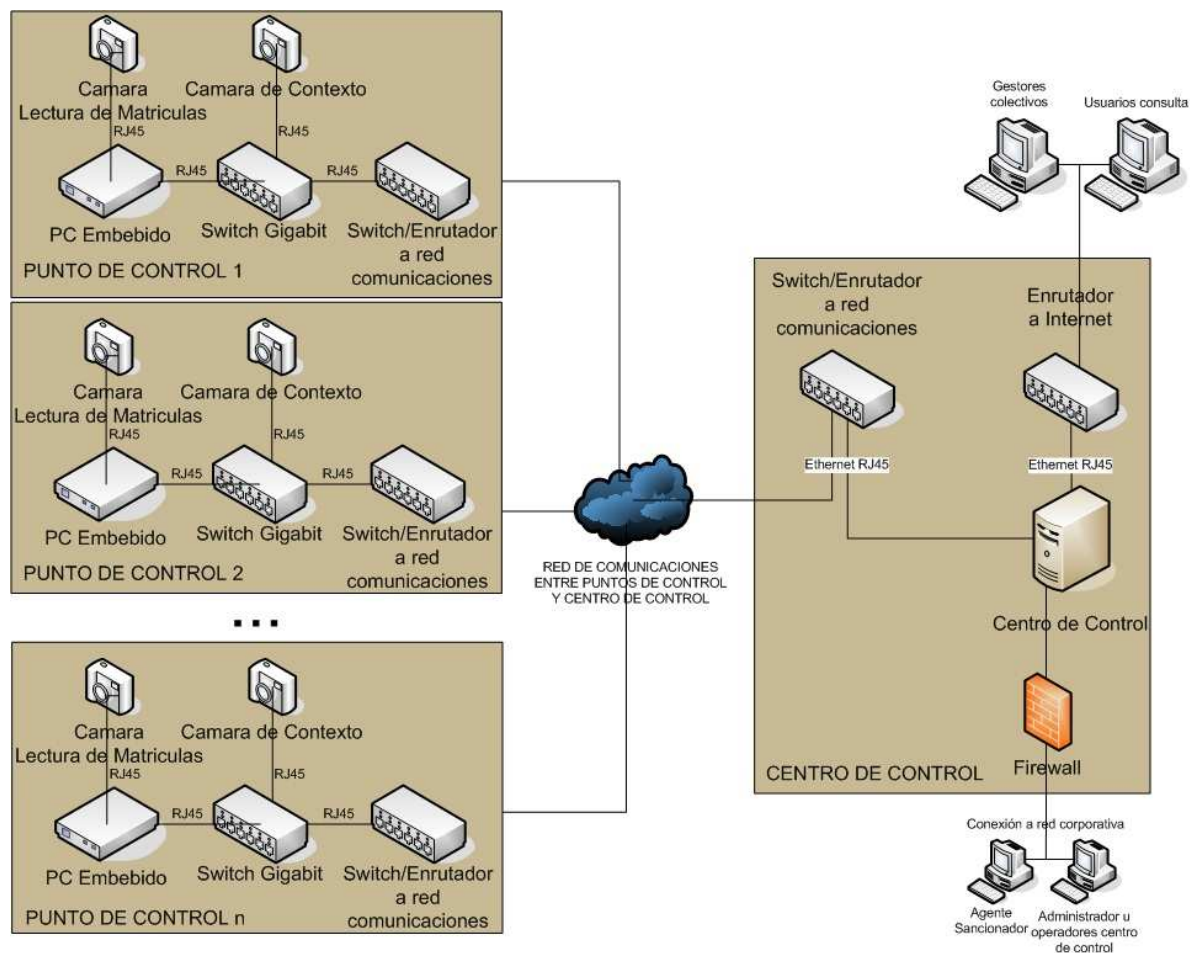 Camara
Lectura de Matriculas
Camara de Contexto
RJ45
RJ45
RJ45
RJ45
PC Embebido
Switch Gigabit
Switch/Enrutador
a red
comunicaciones
PUNTO DE CONTROL 1
Camara
Lectura de Matriculas
Camara de Contexto
RJ45
RJ45
RJ45
RJ45
PC Embebido
Switch Gigabit
Switch/Enrutador
a red
comunicaciones
PUNTO DE CONTROL 2
...
Camara
Lectura de Matriculas
Camara de Contexto
RJ45
RJ45
RJ45
RJ45
PC Embebido
Switch Gigabit
Switch/Enrutador
a red
comunicaciones
PUNTO DE CONTROL n
RED DE COMUNICACIONES
ENTRE PUNTOS DE CONTROL
Y CENTRO DE CONTROL
Gestores
colectivos
Usuarios consulta
Switch/Enrutador
a red
comunicaciones
Enrutador
a Internet
Ethernet RJ45
Ethernet RJ45
Centro de Control
Firewall
CENTRO DE CONTROL
Conexión a red corporativa
Agente
Sancionador
Administrador u
operadores centro
de control